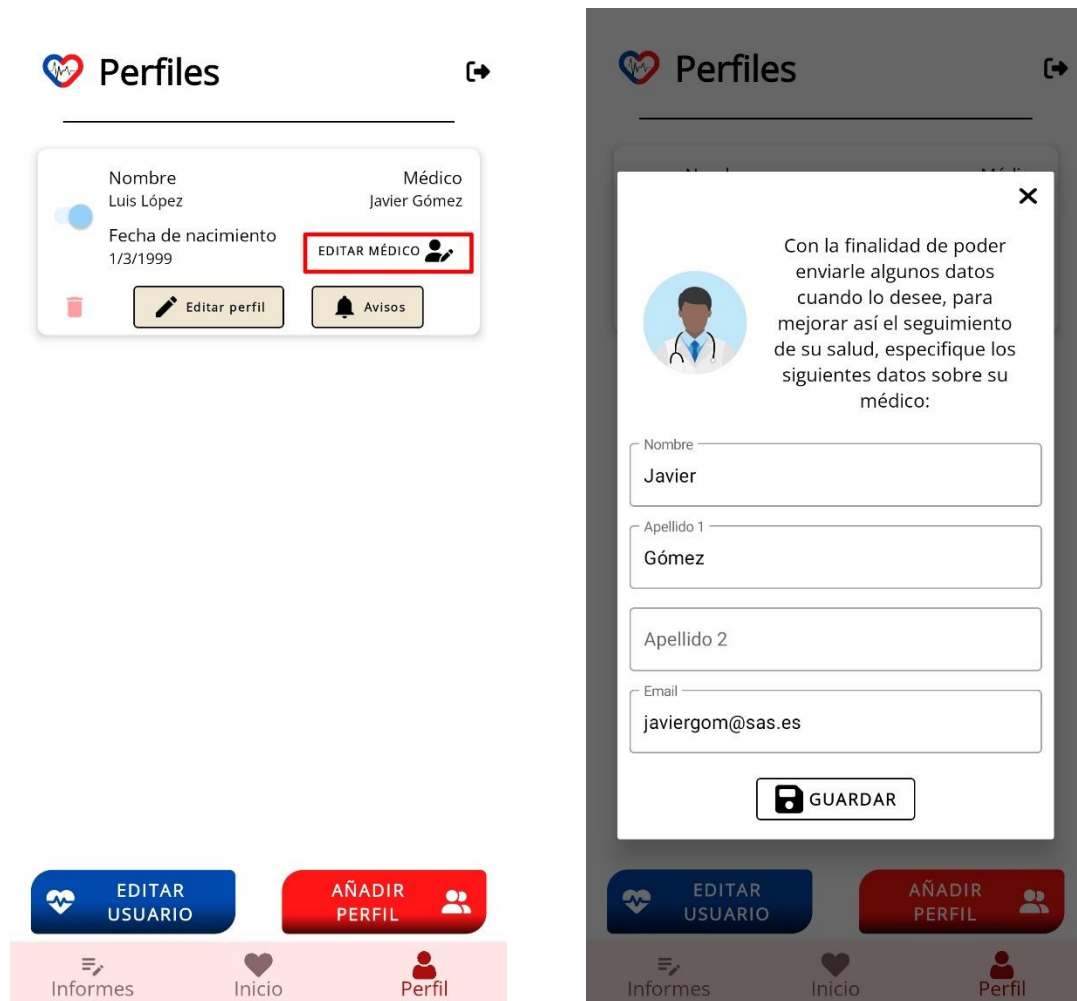 Perfiles
Nombre
Médico
Luis López
Javier Gómez
Fecha de nacimiento
1/3/1999
EDITAR MÉDICO
Editar perfil
Avisos
EDITAR
USUARIO
AÑADIR
PERFIL
Informes
Inicio
Perfil
Perfiles
Con la finalidad de poder
enviarle algunos datos
cuando lo desee, para
mejorar así el seguimiento
de su salud, especifique los
siguientes datos sobre su
médico:
Nombre
Javier
Apellido 1
Gómez
Apellido 2
Email
javiergom@sas.es
GUARDAR
EDITAR
USUARIO
AÑADIR
PERFIL
Informes
Inicio
Perfil